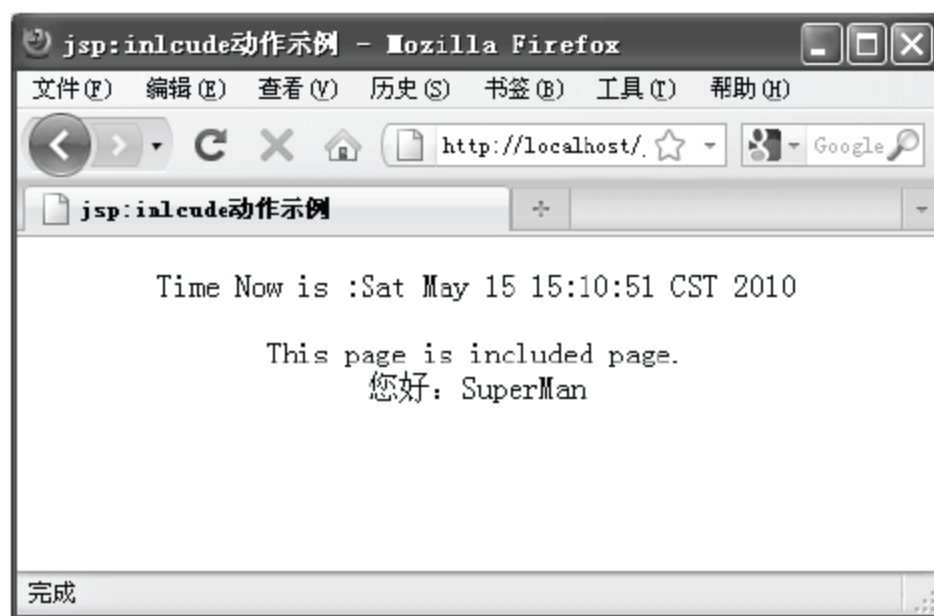 jsp:inlcude动作示例 - Mozilla Firefox
文件(F) 编辑(E) 查看(V) 历史(S) 书签(B) 工具(T) 帮助(H)
http://localhost/. Google
jsp:inlcude动作示例
Time Now is :Sat May 15 15:10:51 CST 2010
This page is included page.
您好：SuperMan
完成